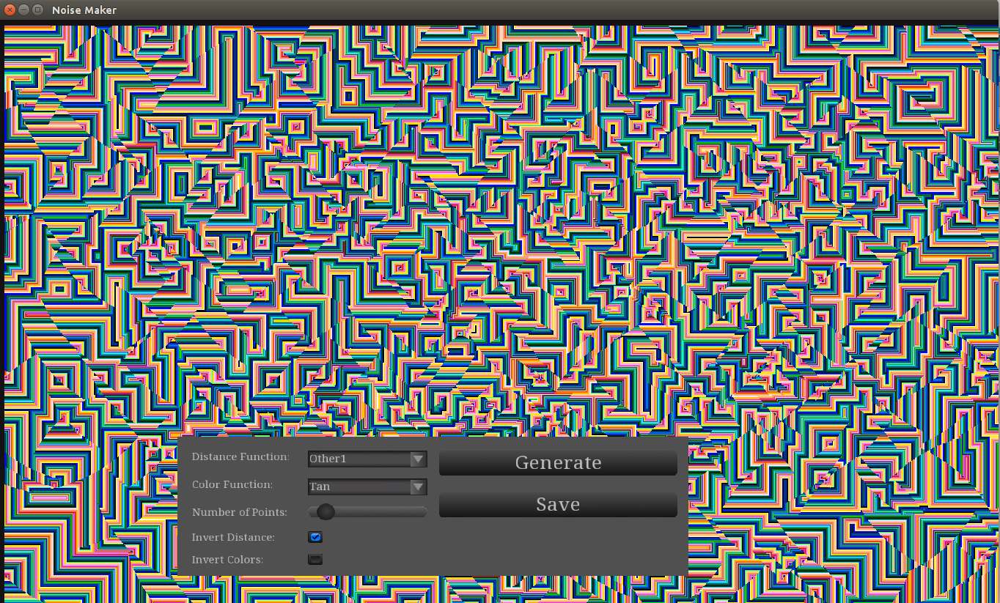 Noise Maker
Distance Function:
Other1
Generate
Color Function:
Tan
Save
Number of Points:
Invert Distance:
Invert Colors: